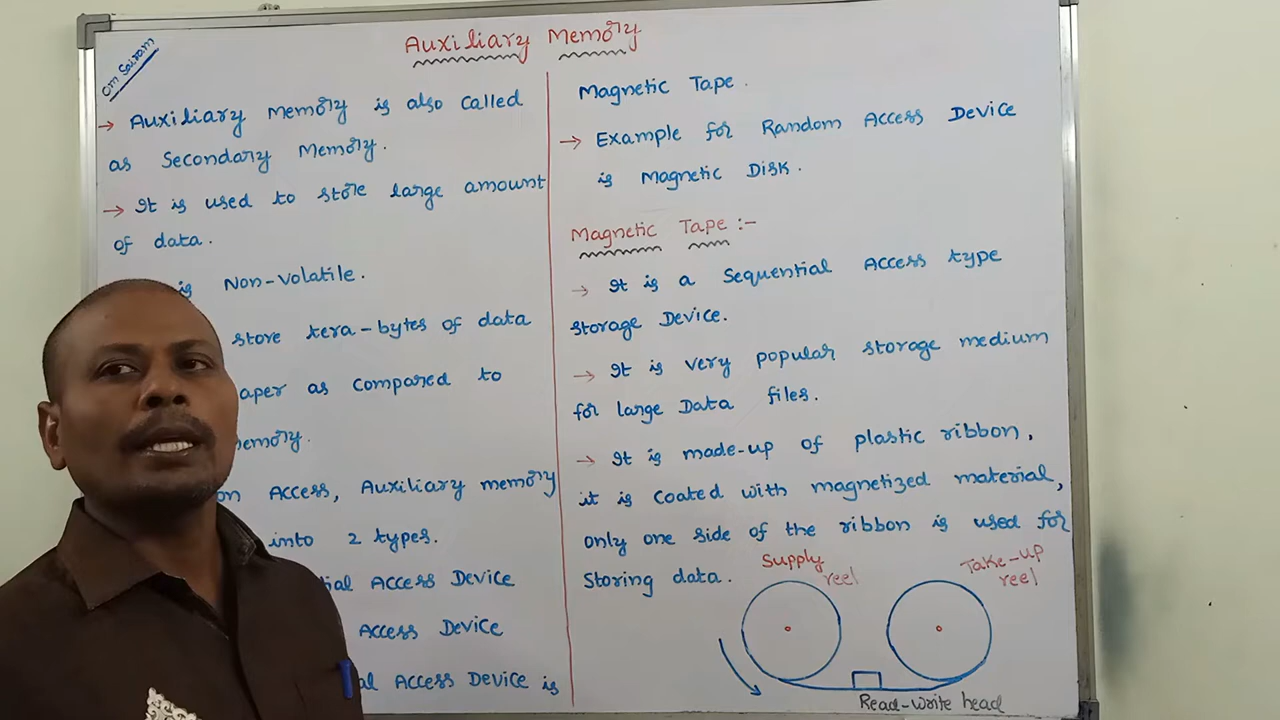 Om Sairam
Auxiliary Memory
→ Auxiliary Memory is also called
as Secondary Memory.
→ It is used to store large amount
of data.
is Non-volatile.
store tera-bytes of data
as compared to
on Access, Auxiliary memory
into 2 types.
Access Device
Access Device
Access Device is
Magnetic Tape.
→ Example for Random Access Device
is Magnetic Disk.
Magnetic Tape :-
→ It is a Sequential Access type
storage Device.
→ It is very popular storage medium
for large Data files.
→ It is made-up of plastic ribbon,
it is coated with magnetized material,
only one side of the ribbon is used for
Storing data.
Supply
reel
Take-up
reel
Read-write head